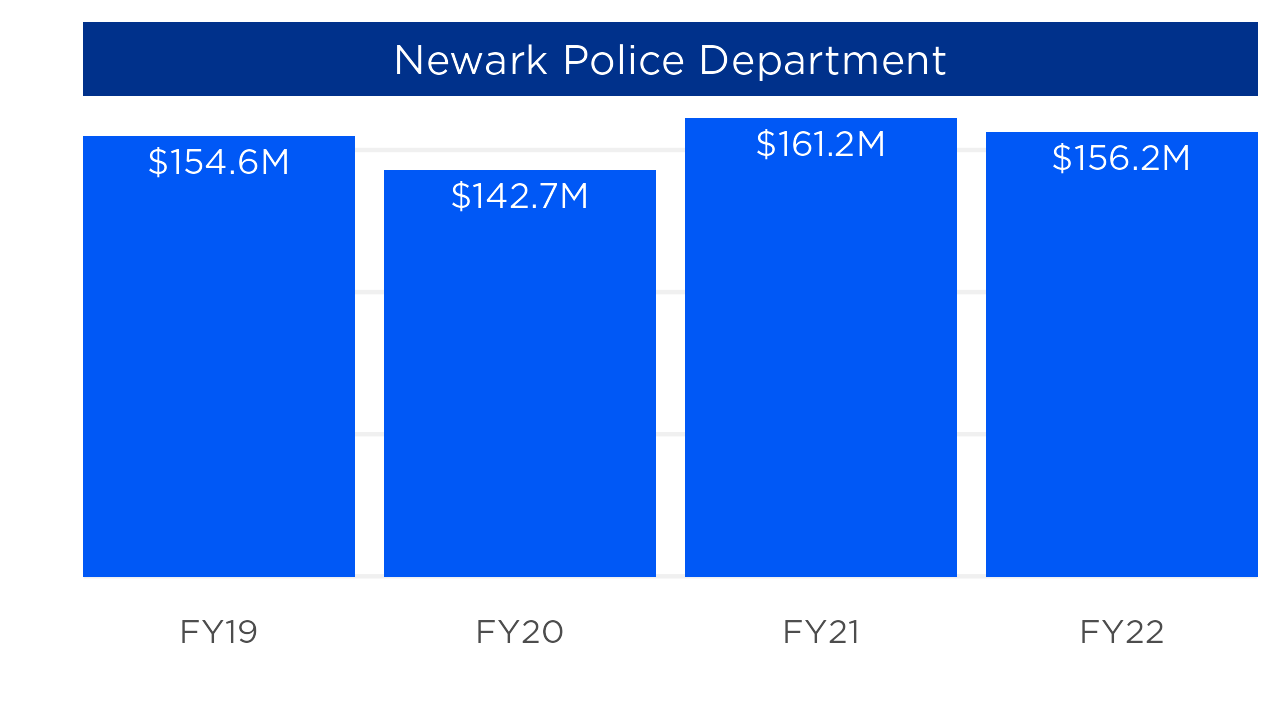 Newark Police Department
$154.6M
$142.7M
$161.2M
$156.2M
FY19
FY20
FY21
FY22